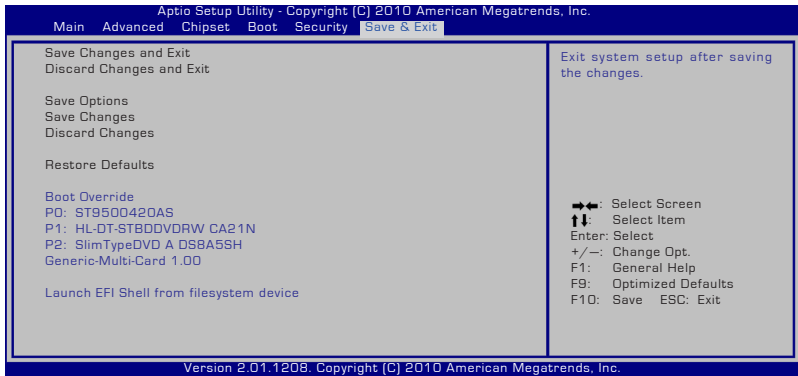 Aptio Setup Utility - Copyright (C) 2010 American Megatrends, Inc.
Main Advanced Chipset Boot Security Save & Exit
Save Changes and Exit
Discard Changes and Exit
Save Options
Save Changes
Discard Changes
Restore Defaults
Boot Override
P0: ST9500420AS
P1: HL-DT-STBDDVDRW CA21N
P2: SlimTypeDVD A DS8A5SH
Generic-Multi-Card 1.00
Launch EFI Shell from filesystem device
Exit system setup after saving
the changes.
→←: Select Screen
↑↓: Select Item
Enter: Select
+/—: Change Opt.
F1: General Help
F9: Optimized Defaults
F10: Save ESC: Exit
Version 2.01.1208. Copyright (C) 2010 American Megatrends, Inc.